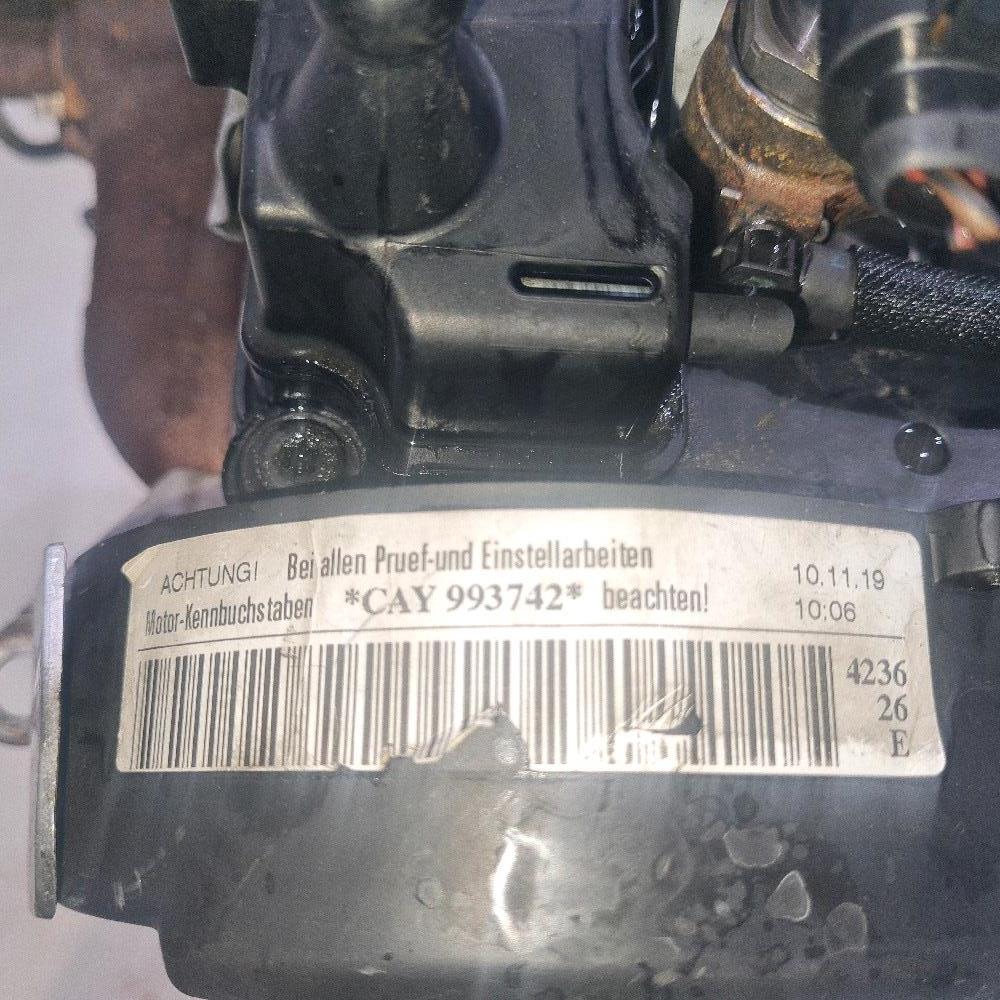 ACHTUNG! Bei allen Pruef-und Einstellarbeiten 10.11.19
Motor-Kennbuchstaben *CAY 993742* beachten! 10:06
4236
26
E